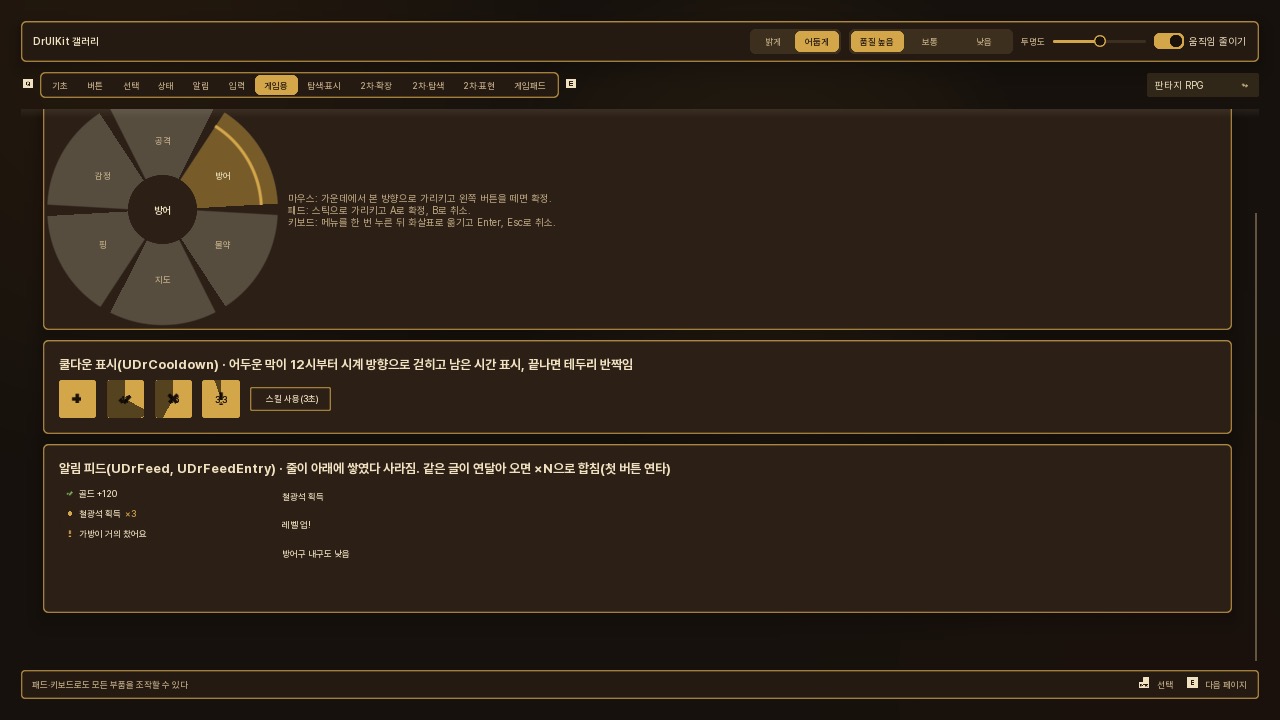 DrUIKit 갤러리
밝게 어둡게 품질 높음 보통 낮음 투명도 움직임 줄이기
기초 버튼 선택 상태 알림 입력 게임용 탐색·표시 2차·확장 2차·탐색 2차·표현 게임패드 E
판타지 RPG
공격
감정 방어
방어
핑 물약
지도
마우스: 가운데에서 본 방향으로 가리키고 왼쪽 버튼을 떼면 확정.
패드: 스틱으로 가리키고 A로 확정, B로 취소.
키보드: 메뉴를 한 번 누른 뒤 화살표로 옮기고 Enter, Esc로 취소.
쿨다운 표시(UDrCooldown) · 어두운 막이 12시부터 시계 방향으로 걷히고 남은 시간 표시, 끝나면 테두리 반짝임
스킬 사용(3초)
알림 피드(UDrFeed, UDrFeedEntry) · 줄이 아래에 쌓였다 사라짐. 같은 글이 연달아 오면 ×N으로 합침(첫 버튼 연타)
골드 +120
철광석 획득 ×3
! 가방이 거의 찼어요
철광석 획득
레벨 업!
방어구 내구도 낮음
패드·키보드로도 모든 부품을 조작할 수 있다
선택 E 다음 페이지